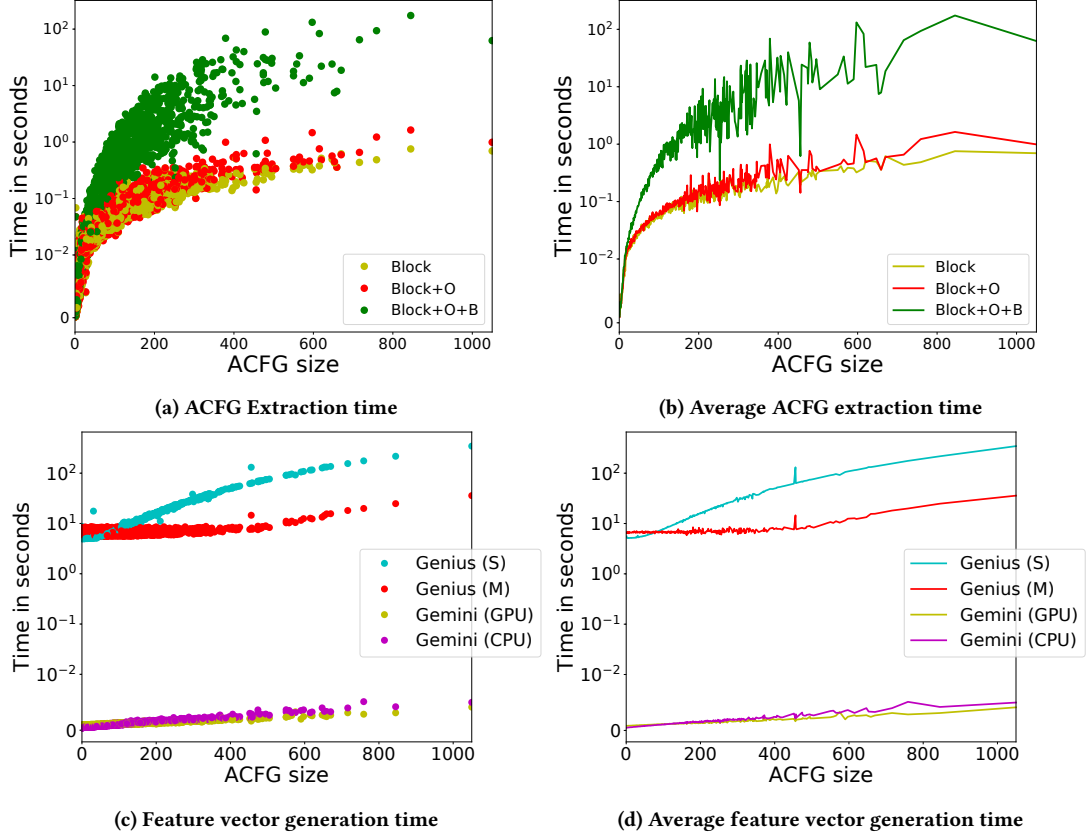 10²
10¹
10⁰
10⁻¹
10⁻²
0
Time in seconds
Block
Block+O
Block+O+B
0 200 400 600 800 1000
ACFG size
(a) ACFG Extraction time
10²
10¹
10⁰
10⁻¹
10⁻²
0
Time in seconds
Block
Block+O
Block+O+B
0 200 400 600 800 1000
ACFG size
(b) Average ACFG extraction time
10²
10¹
10⁰
10⁻¹
10⁻²
0
Time in seconds
Genius (S)
Genius (M)
Gemini (GPU)
Gemini (CPU)
0 200 400 600 800 1000
ACFG size
(c) Feature vector generation time
10²
10¹
10⁰
10⁻¹
10⁻²
0
Time in seconds
Genius (S)
Genius (M)
Gemini (GPU)
Gemini (CPU)
0 200 400 600 800 1000
ACFG size
(d) Average feature vector generation time